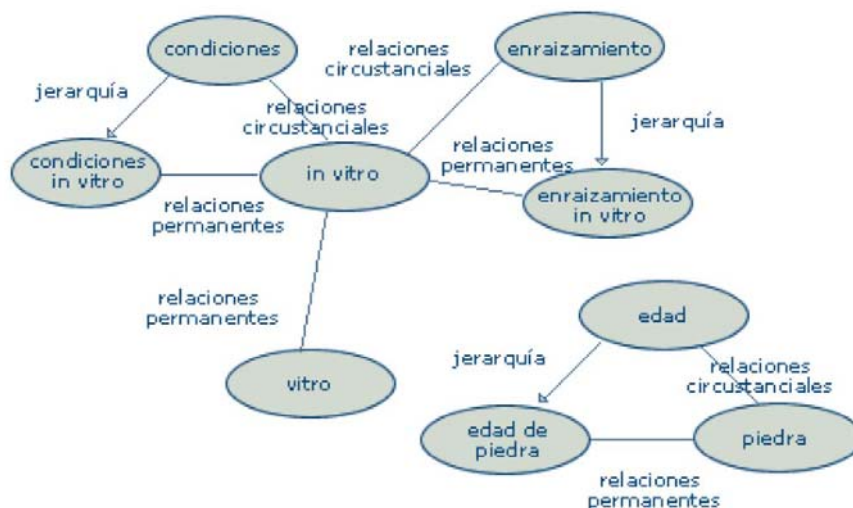 condiciones
relaciones
circustanciales
enraizamiento
jerarquía
relaciones
circustanciales
jerarquía
condiciones
in vitro
in vitro
relaciones
permanentes
enraizamiento
in vitro
relaciones
permanentes
relaciones
permanentes
vitro
edad
jerarquía
relaciones
circustanciales
edad de
piedra
piedra
relaciones
permanentes